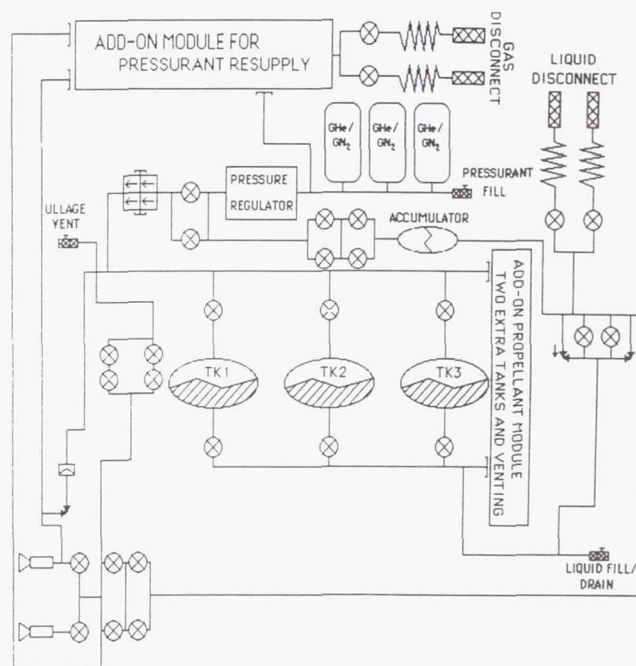 ADD-ON MODULE FOR
PRESSURANT RESUPPLY
GAS
DISCONNECT
LIQUID
DISCONNECT
GHe/
GN2
GHe/
GN2
GHe/
GN2
PRESSURE
REGULATOR
PRESSURANT
FILL
ULLAGE
VENT
ACCUMULATOR
ADD-ON PROPELLANT MODULE
TWO EXTRA TANKS AND VENTING
TK1
TK2
TK3
LIQUID FILL/
DRAIN